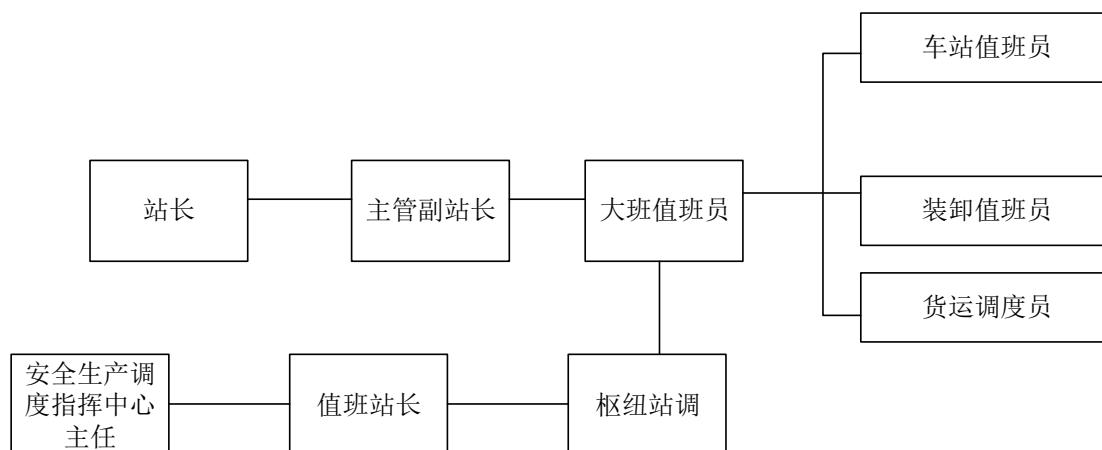 车站值班员
站长
主管副站长
大班值班员
装卸值班员
货运调度员
安全生产调
度指挥中心
主任
值班站长
枢纽站调